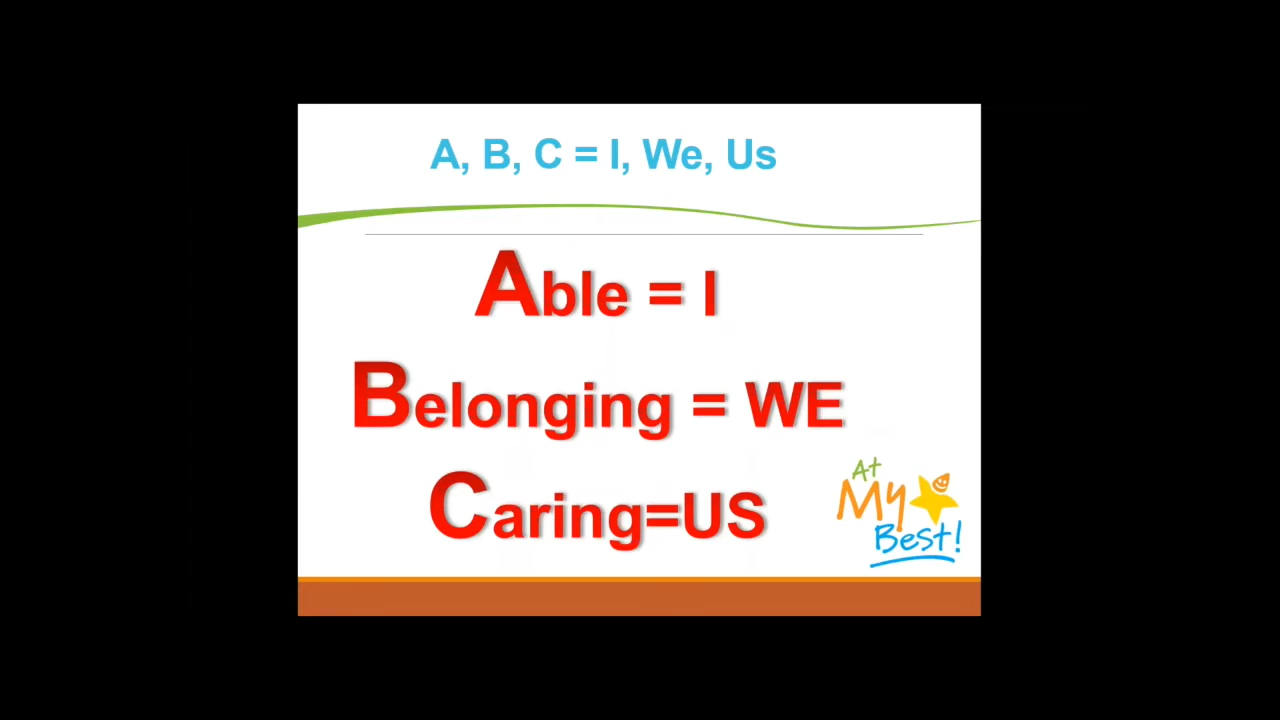 A, B, C = I, We, Us
Able = I
Belonging = WE
Caring=US
At
My
Best!